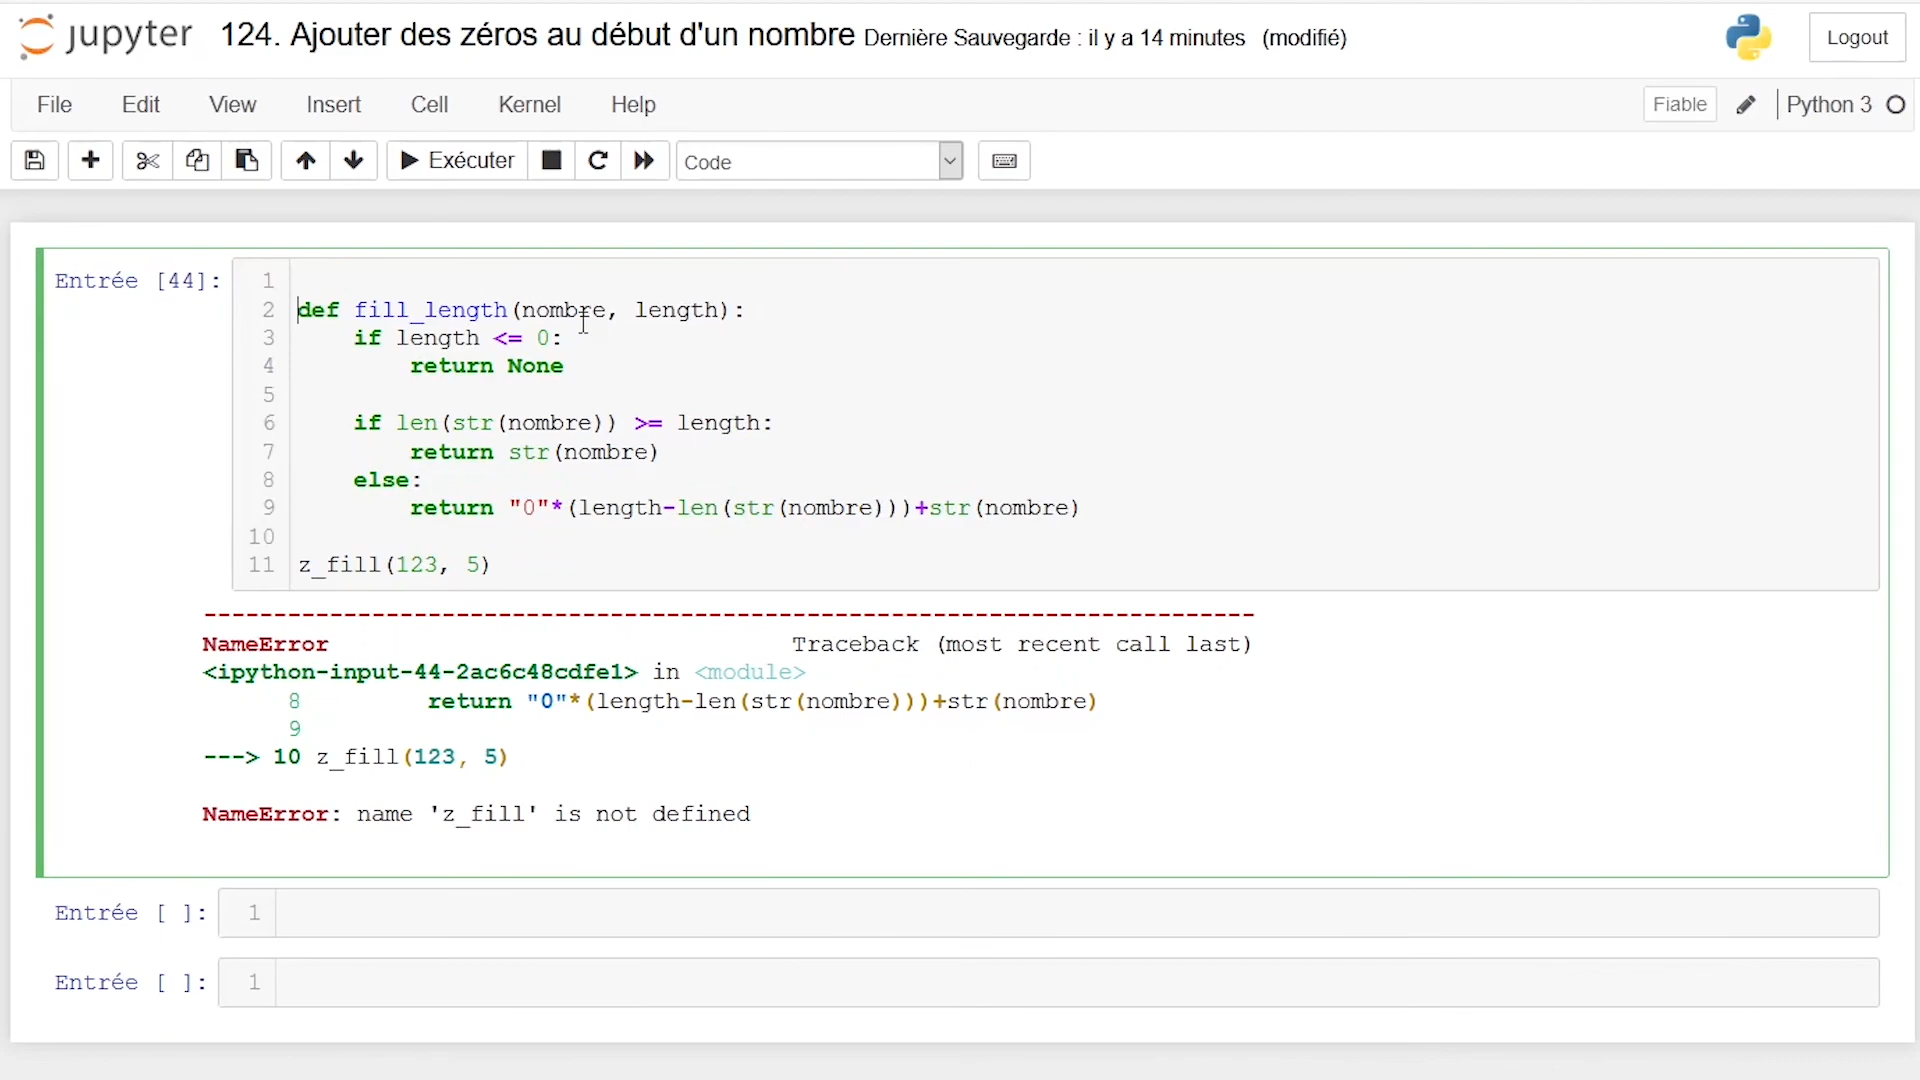 jupyter 124. Ajouter des zéros au début d'un nombre Dernière Sauvegarde : il y a 14 minutes (modifié) Logout
File Edit View Insert Cell Kernel Help Fiable Python 3
Exécuter Code
Entrée [44]: 1
2 def fill_length(nombre, length):
3 if length <= 0:
4 return None
5
6 if len(str(nombre)) >= length:
7 return str(nombre)
8 else:
9 return "0"*(length-len(str(nombre)))+str(nombre)
10
11 z_fill(123, 5)
---------------------------------------------------------------------------
NameError Traceback (most recent call last)
<ipython-input-44-2ac6c48cdfe1> in <module>
8 return "0"*(length-len(str(nombre)))+str(nombre)
9
---> 10 z_fill(123, 5)
NameError: name 'z_fill' is not defined
Entrée [ ]: 1
Entrée [ ]: 1